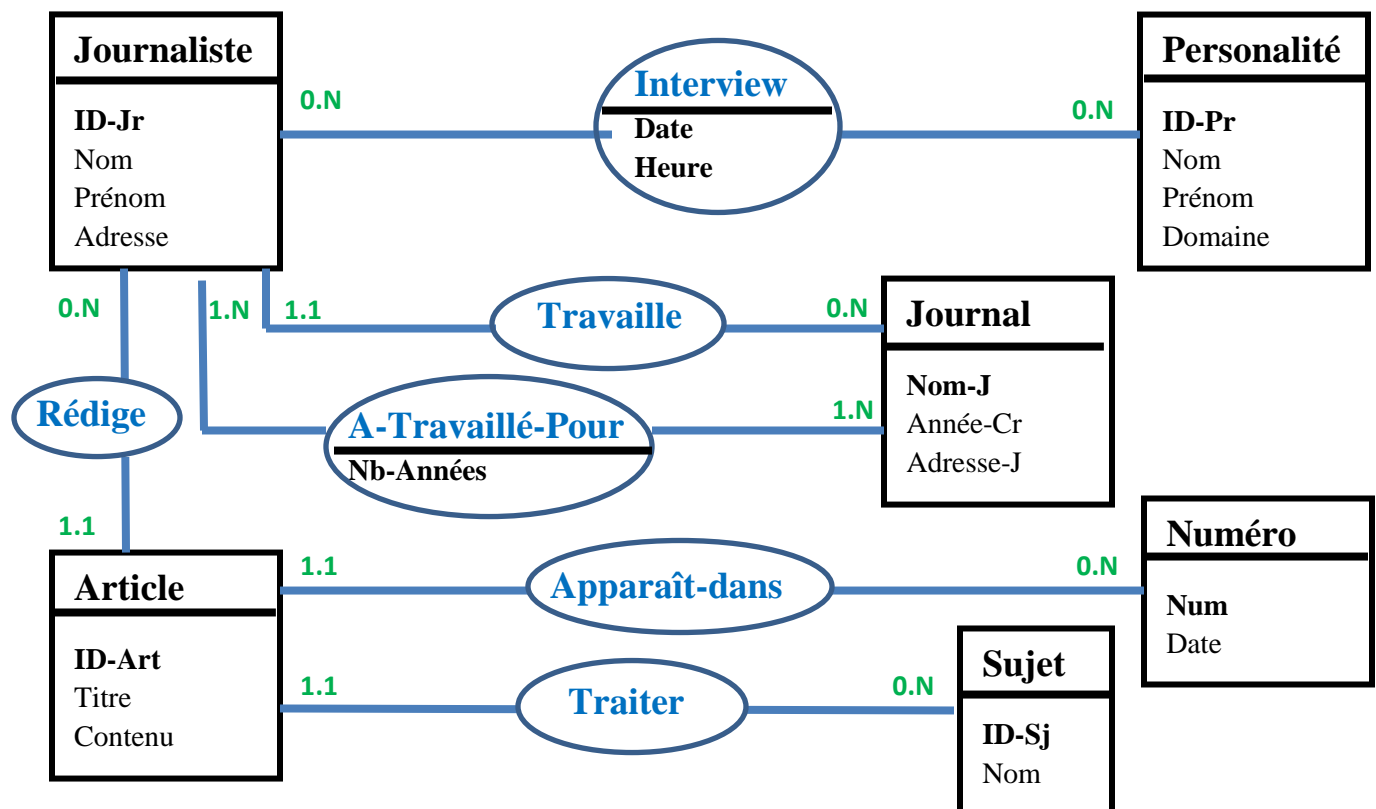 Journaliste
ID-Jr
Nom
Prénom
Adresse
0.N
Interview
Date
Heure
0.N
Personalité
ID-Pr
Nom
Prénom
Domaine
0.N
1.N
1.1
Travaille
0.N
Journal
Nom-J
Année-Cr
Adresse-J
Rédige
A-Travaillé-Pour
Nb-Années
1.N
1.1
Article
ID-Art
Titre
Contenu
1.1
Apparaît-dans
0.N
Numéro
Num
Date
1.1
Traiter
0.N
Sujet
ID-Sj
Nom